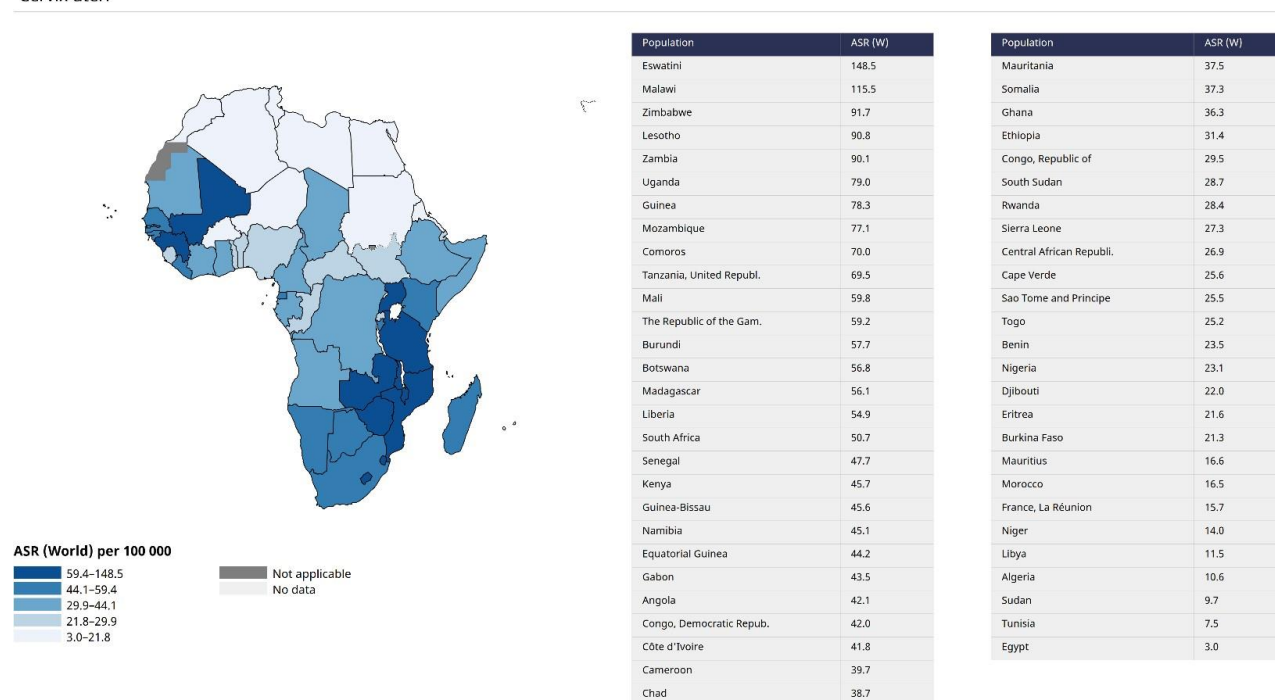 Population ASR (W)
Eswatini 148.5
Malawi 115.5
Zimbabwe 91.7
Lesotho 90.8
Zambia 90.1
Uganda 79.0
Guinea 78.3
Mozambique 77.1
Comoros 70.0
Tanzania, United Republ. 69.5
Mali 59.8
The Republic of the Gam. 59.2
Burundi 57.7
Botswana 56.8
Madagascar 56.1
Liberia 54.9
South Africa 50.7
Senegal 47.7
Kenya 45.7
Guinea-Bissau 45.6
Namibia 45.1
Equatorial Guinea 44.2
Gabon 43.5
Angola 42.1
Congo, Democratic Repub. 42.0
Côte d'Ivoire 41.8
Cameroon 39.7
Chad 38.7
Population ASR (W)
Mauritania 37.5
Somalia 37.3
Ghana 36.3
Ethiopia 31.4
Congo, Republic of 29.5
South Sudan 28.7
Rwanda 28.4
Sierra Leone 27.3
Central African Republi. 26.9
Cape Verde 25.6
Sao Tome and Principe 25.5
Togo 25.2
Benin 23.5
Nigeria 23.1
Djibouti 22.0
Eritrea 21.6
Burkina Faso 21.3
Mauritius 16.6
Morocco 16.5
France, La Réunion 15.7
Niger 14.0
Libya 11.5
Algeria 10.6
Sudan 9.7
Tunisia 7.5
Egypt 3.0
ASR (World) per 100 000
59.4–148.5
44.1–59.4
29.9–44.1
21.8–29.9
3.0–21.8
Not applicable
No data